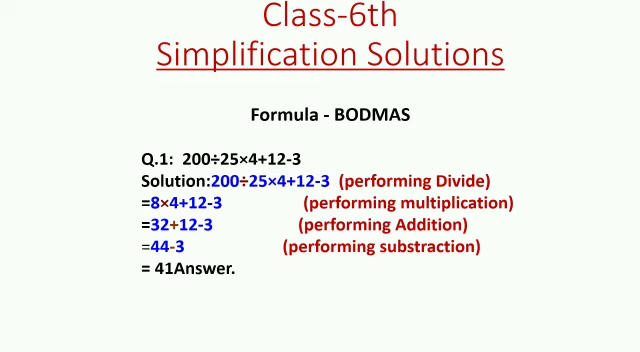 Class-6th
Simplification Solutions
Formula - BODMAS
Q.1: 200÷25×4+12-3
Solution:200÷25×4+12-3 (performing Divide)
=8×4+12-3 (performing multiplication)
=32+12-3 (performing Addition)
=44-3 (performing substraction)
= 41Answer.